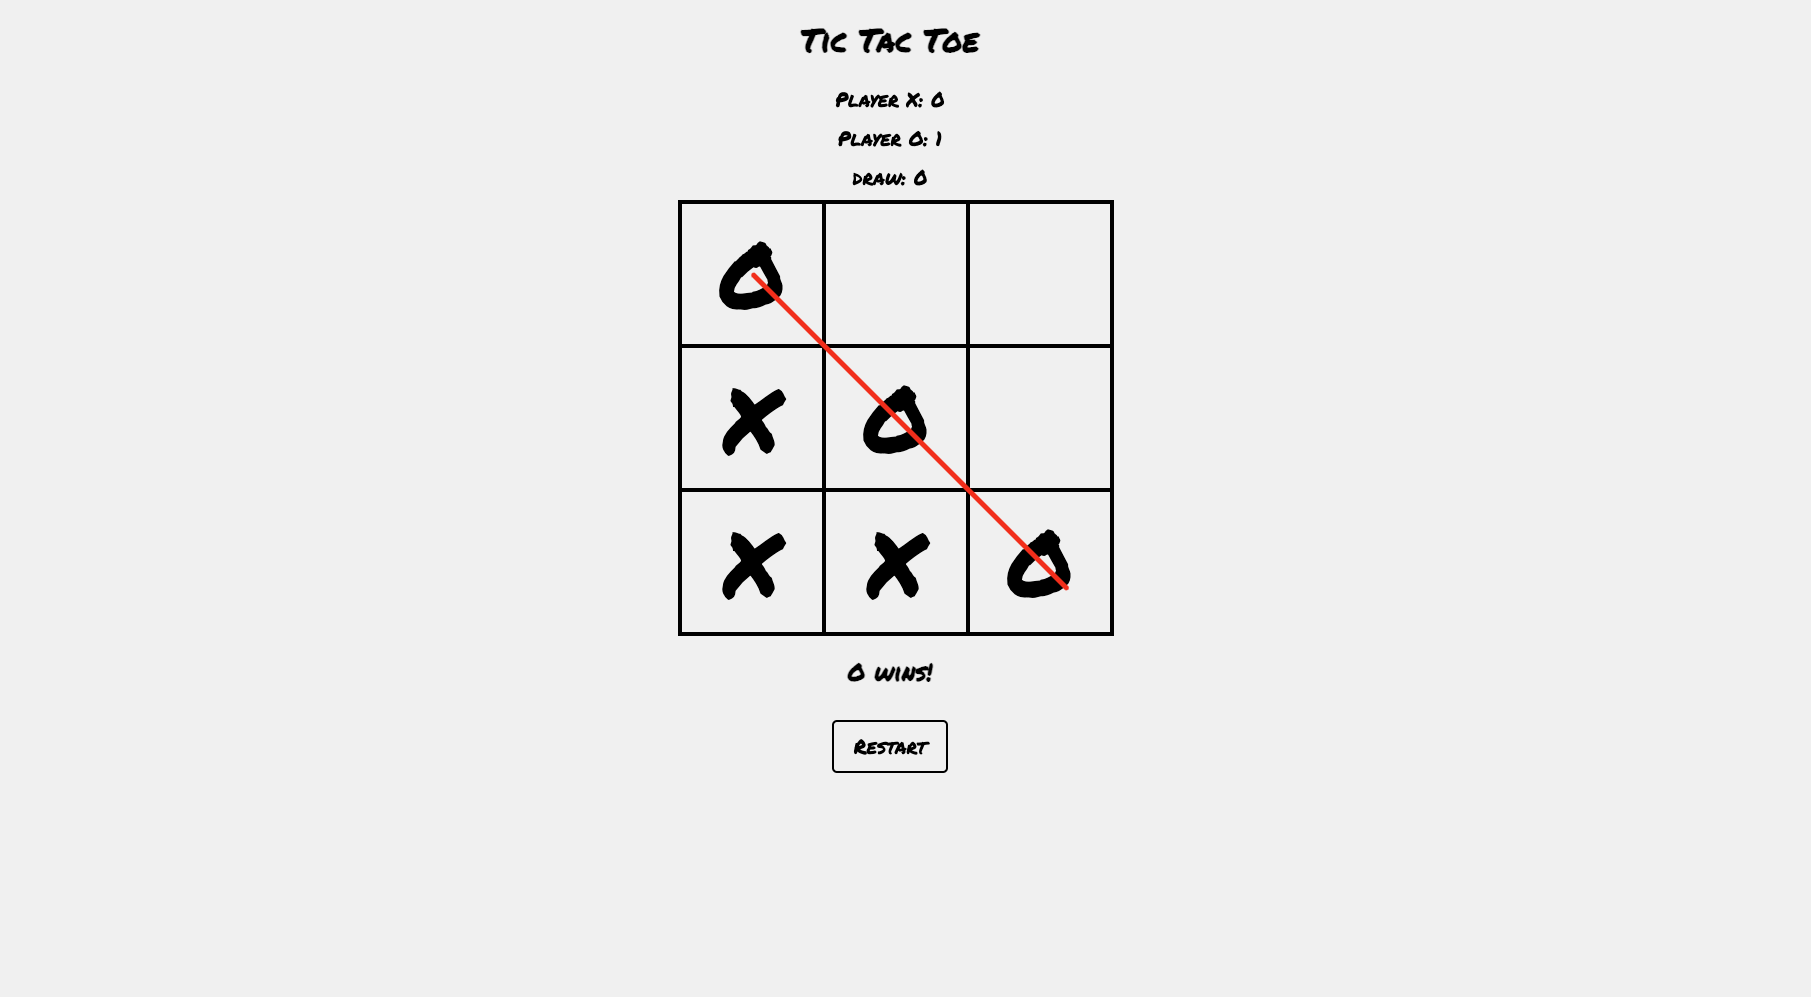 Tic Tac Toe
Player X: 0
Player O: 1
draw: 0
O
X O
X X O
O wins!
Restart